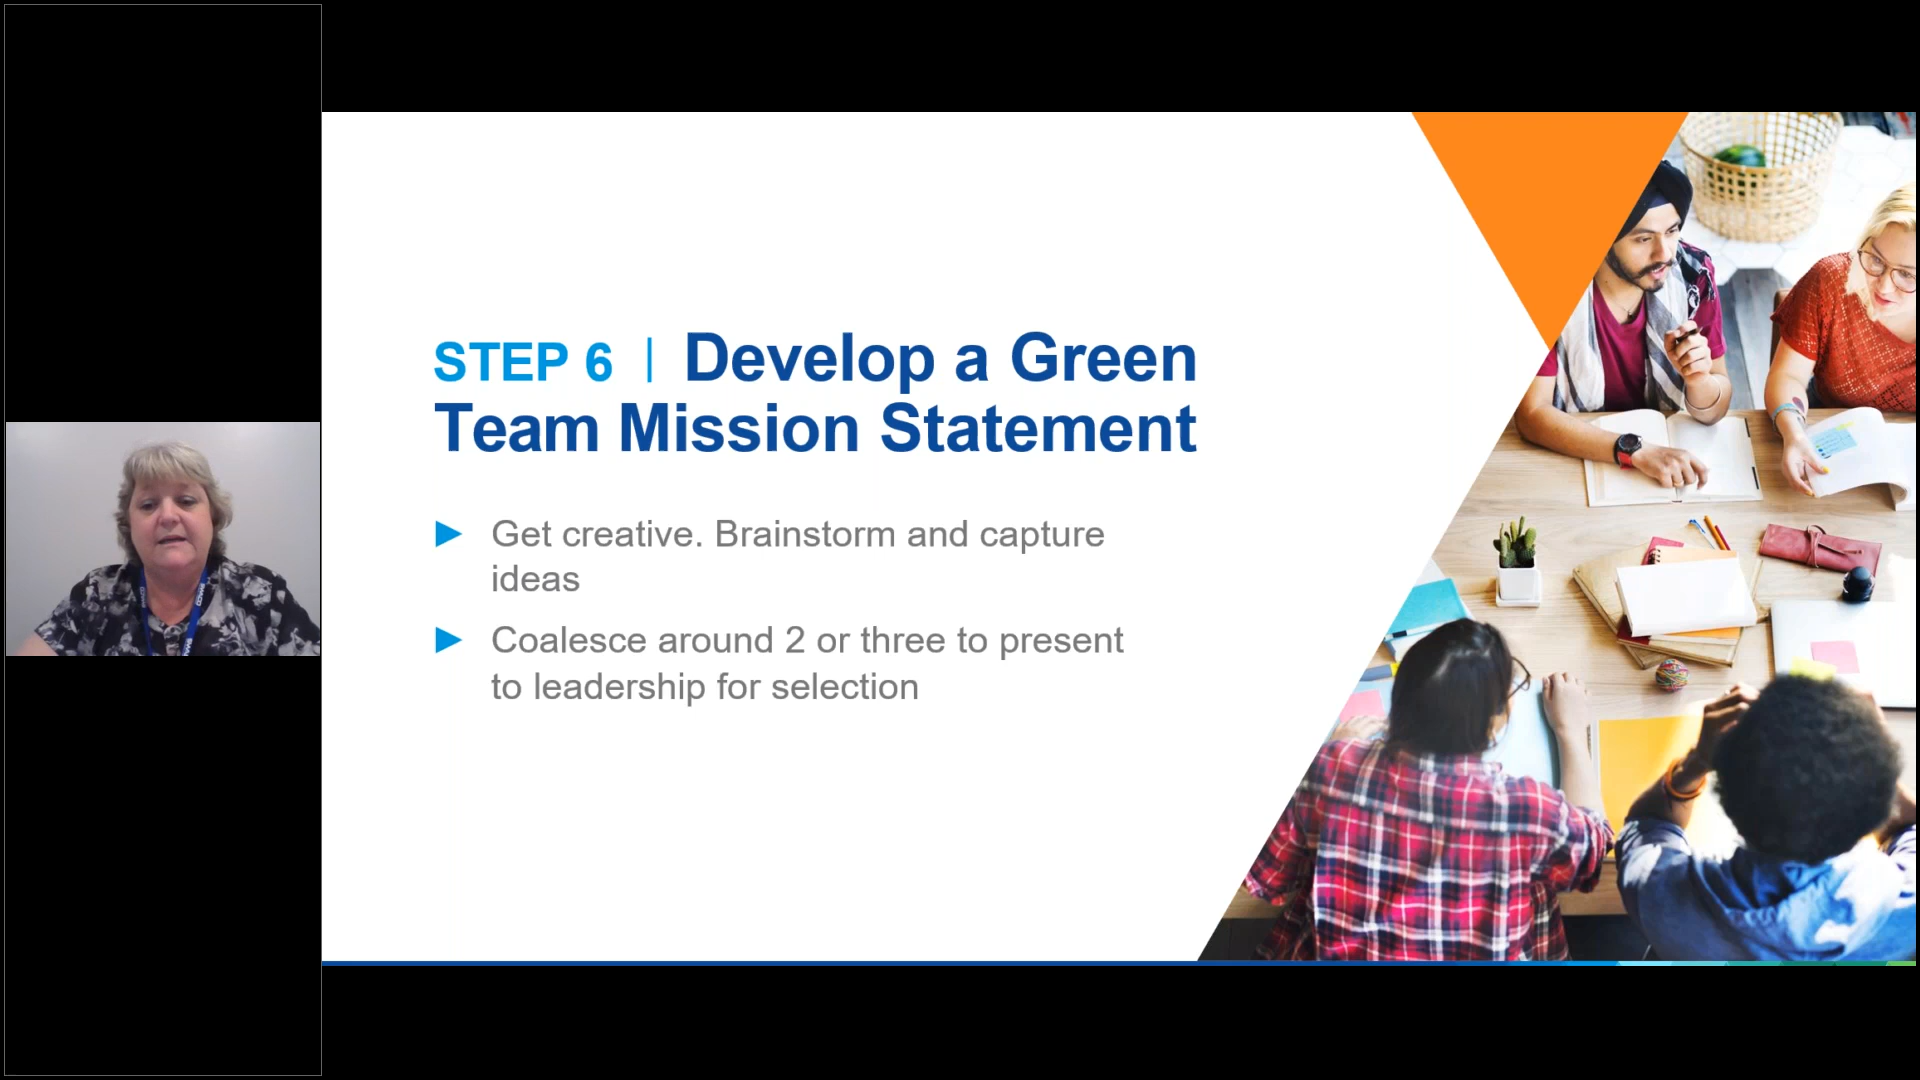 STEP 6 | Develop a Green
Team Mission Statement
Get creative. Brainstorm and capture
ideas
Coalesce around 2 or three to present
to leadership for selection